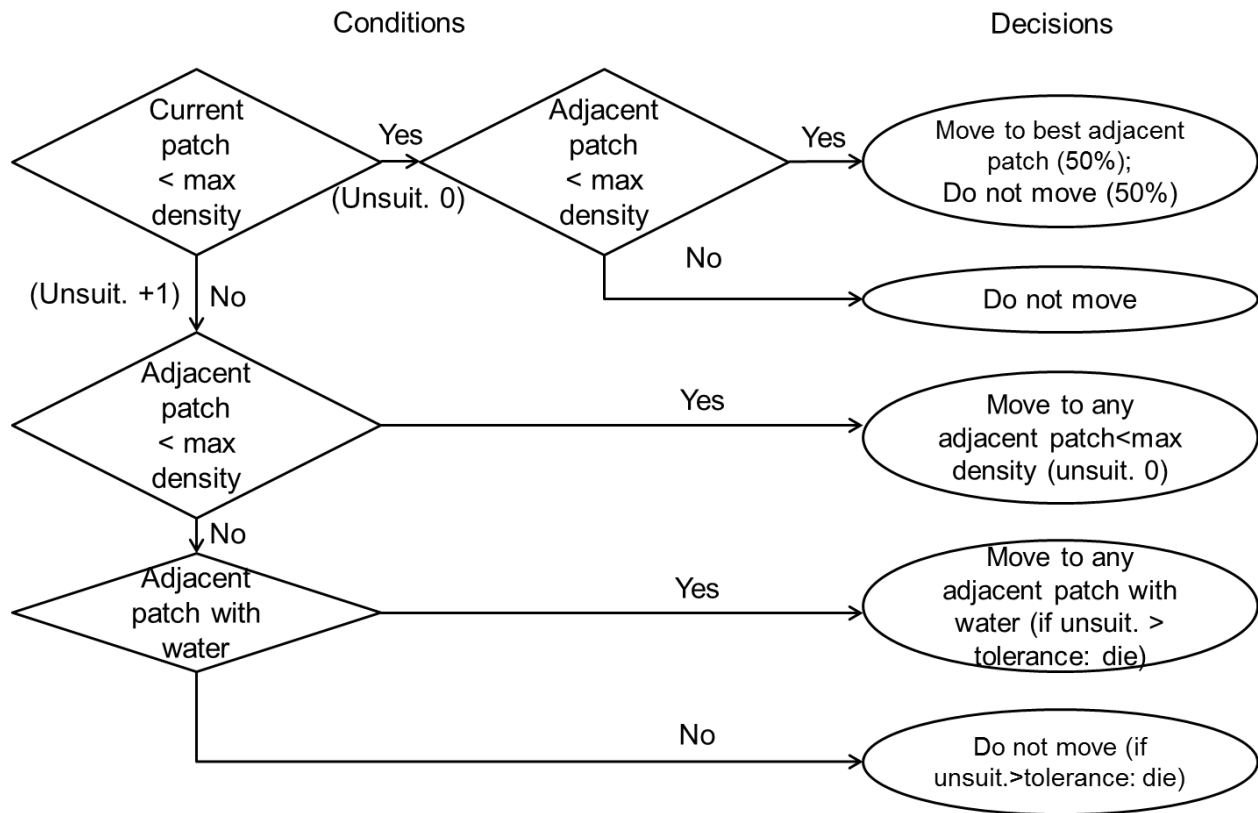 Conditions
Decisions
Current
patch
< max
density
Yes
(Unsuit. 0)
Adjacent
patch
< max
density
Yes
Move to best adjacent
patch (50%);
Do not move (50%)
No
Do not move
(Unsuit. +1)
No
Adjacent
patch
< max
density
Yes
Move to any
adjacent patch<max
density (unsuit. 0)
No
Adjacent
patch with
water
Yes
Move to any
adjacent patch with
water (if unsuit. >
tolerance: die)
No
Do not move (if
unsuit.>tolerance: die)